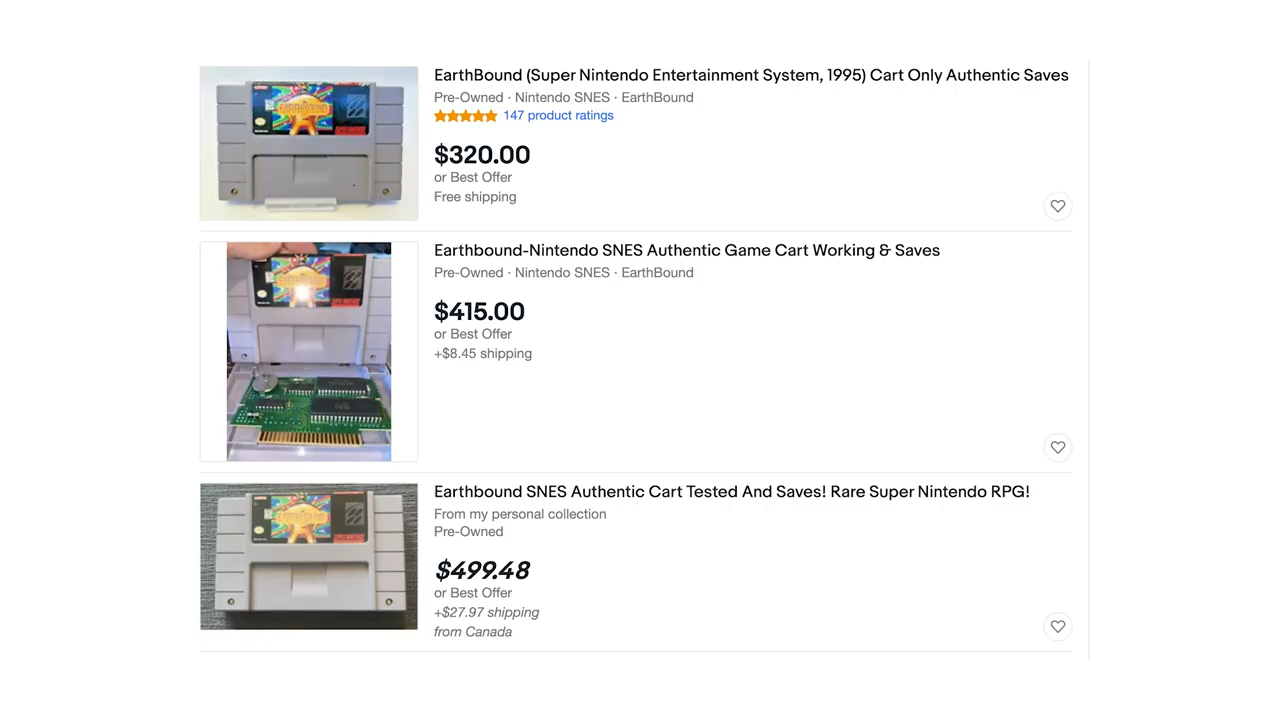 EarthBound (Super Nintendo Entertainment System, 1995) Cart Only Authentic Saves
Pre-Owned · Nintendo SNES · EarthBound
147 product ratings
$320.00
or Best Offer
Free shipping
Earthbound-Nintendo SNES Authentic Game Cart Working & Saves
Pre-Owned · Nintendo SNES · EarthBound
$415.00
or Best Offer
+$8.45 shipping
Earthbound SNES Authentic Cart Tested And Saves! Rare Super Nintendo RPG!
From my personal collection
Pre-Owned
$499.48
or Best Offer
+$27.97 shipping
from Canada